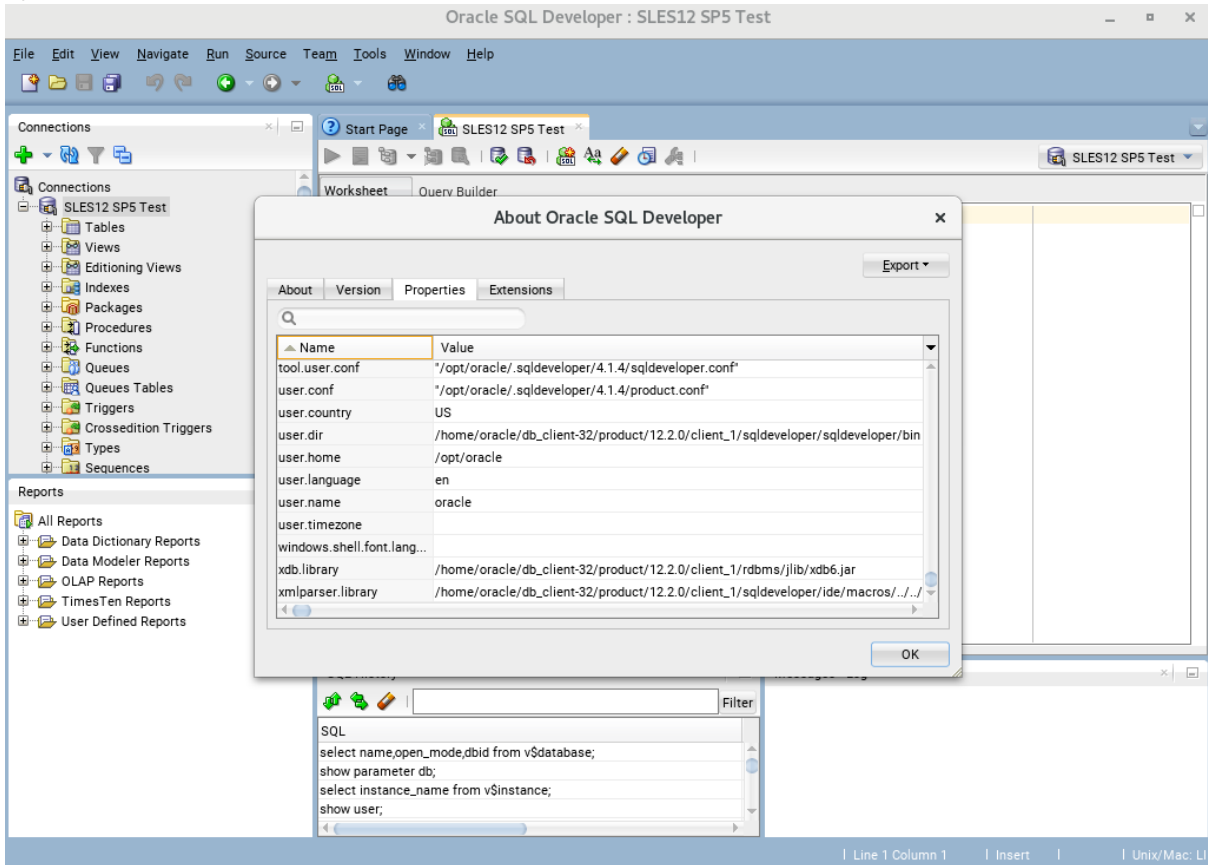 Oracle SQL Developer : SLES12 SP5 Test
File Edit View Navigate Run Source Team Tools Window Help
Connections
Start Page
SLES12 SP5 Test
SLES12 SP5 Test
Connections
SLES12 SP5 Test
Tables
Views
Editioning Views
Indexes
Packages
Procedures
Functions
Queues
Queues Tables
Triggers
Crossedition Triggers
Types
Sequences
Worksheet Query Builder
About Oracle SQL Developer
Export
About Version Properties Extensions
Name Value
tool.user.conf "/opt/oracle/.sqldeveloper/4.1.4/sqldeveloper.conf"
user.conf "/opt/oracle/.sqldeveloper/4.1.4/product.conf"
user.country US
user.dir /home/oracle/db_client-32/product/12.2.0/client_1/sqldeveloper/sqldeveloper/bin
user.home /opt/oracle
user.language en
user.name oracle
user.timezone
windows.shell.font.lang...
xdb.library /home/oracle/db_client-32/product/12.2.0/client_1/rdbms/jlib/xdb6.jar
xmlparser.library /home/oracle/db_client-32/product/12.2.0/client_1/sqldeveloper/ide/macros/../../
OK
Reports
All Reports
Data Dictionary Reports
Data Modeler Reports
OLAP Reports
TimesTen Reports
User Defined Reports
Filter
SQL
select name,open_mode,dbid from v$database;
show parameter db;
select instance_name from v$instance;
show user;
Line 1 Column 1 Insert Unix/Mac: LI